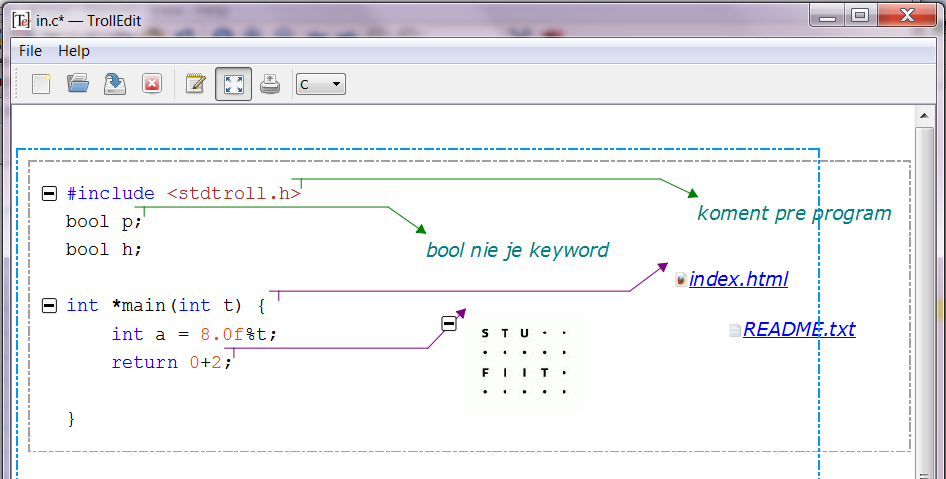 in.c* — TrollEdit
File Help
C
#include <stdtroll.h>
koment pre program
bool p;
bool nie je keyword
bool h;
index.html
int *main(int t) {
README.txt
int a = 8.0f%t;
return 0+2;
S T U
F I I T
}